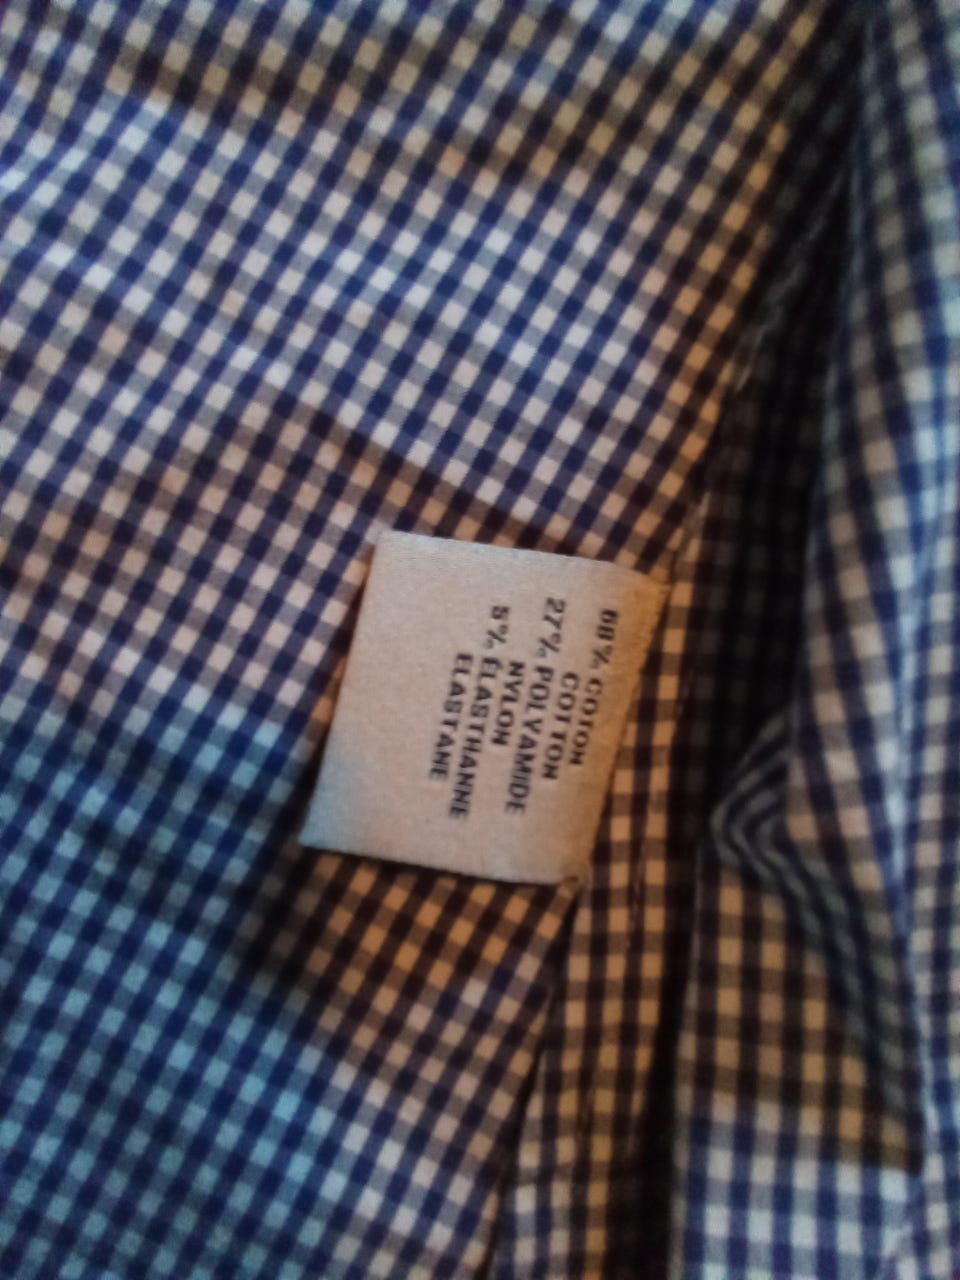 68% COTON
COTTON
27% POLYAMIDE
NYLON
5% ÉLASTHANNE
ELASTANE